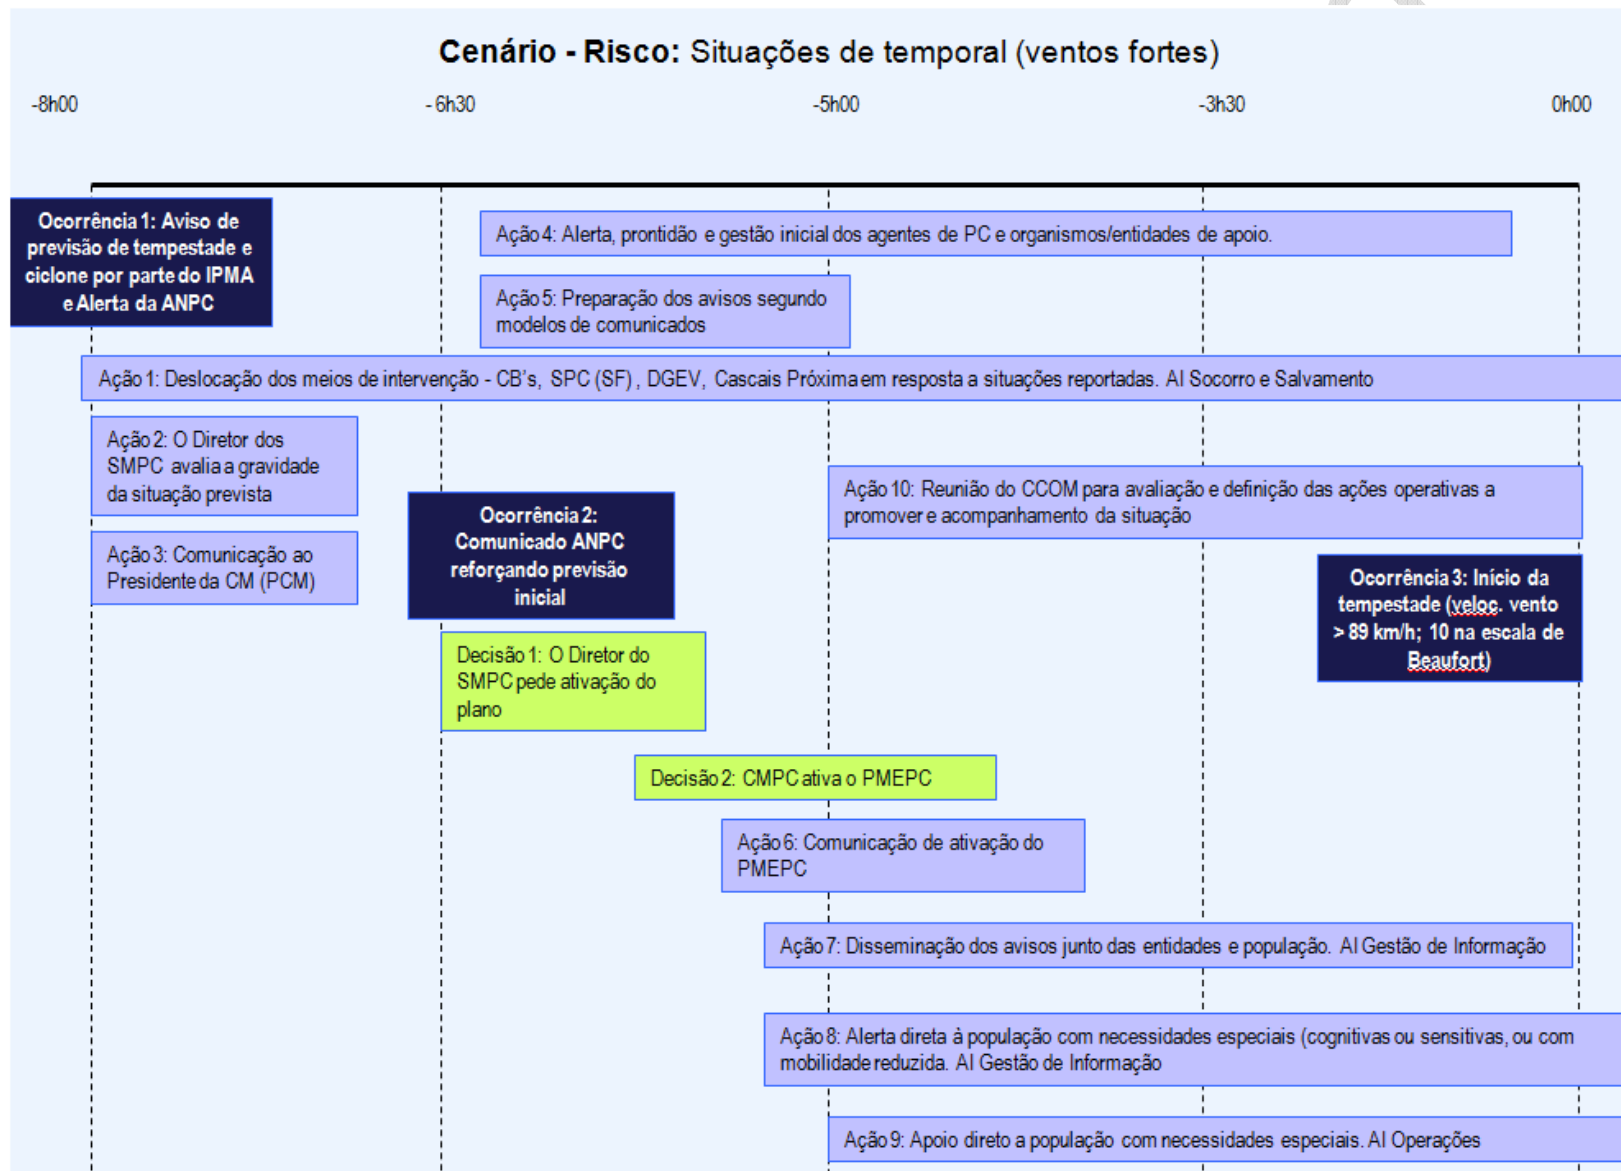 Cenário - Risco: Situações de temporal (ventos fortes)
-8h00
- 6h30
-5h00
-3h30
0h00
Ocorrência 1: Aviso de
previsão de tempestade e
ciclone por parte do IPMA
e Alerta da ANPC
Ação 4: Alerta, prontidão e gestão inicial dos agentes de PC e organismos/entidades de apoio.
Ação 5: Preparação dos avisos segundo
modelos de comunicados
Ação 1: Deslocação dos meios de intervenção - CB's, SPC (SF) , DGEV, Cascais Próxima em resposta a situações reportadas. AI Socorro e Salvamento
Ação 2: O Diretor dos
SMPC avalia a gravidade
da situação prevista
Ação 10: Reunião do CCOM para avaliação e definição das ações operativas a
promover e acompanhamento da situação
Ocorrência 2:
Comunicado ANPC
reforçando previsão
inicial
Ação 3: Comunicação ao
Presidente da CM (PCM)
Ocorrência 3: Início da
tempestade (veloc. vento
> 89 km/h; 10 na escala de
Beaufort)
Decisão 1: O Diretor do
SMPC pede ativação do
plano
Decisão 2: CMPC ativa o PMEPC
Ação 6: Comunicação de ativação do
PMEPC
Ação 7: Disseminação dos avisos junto das entidades e população. AI Gestão de Informação
Ação 8: Alerta direta à população com necessidades especiais (cognitivas ou sensitivas, ou com
mobilidade reduzida. AI Gestão de Informação
Ação 9: Apoio direto a população com necessidades especiais. AI Operações